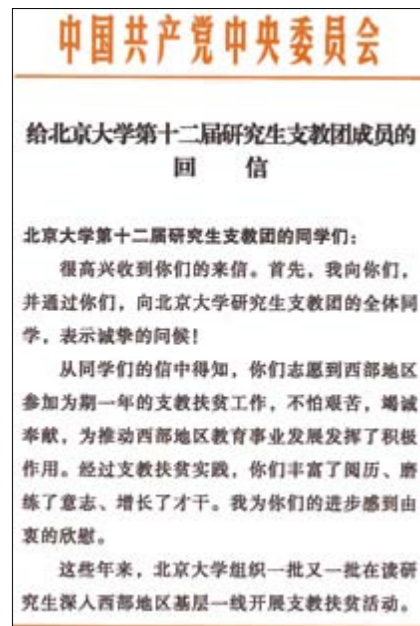 中国共产党中央委员会
给北京大学第十二届研究生支教团成员的
回 信
北京大学第十二届研究生支教团的同学们：
很高兴收到你们的来信。首先，我向你们，
并通过你们，向北京大学研究生支教团的全体同
学，表示诚挚的问候！
从同学们的信中得知，你们志愿到西部地区
参加为期一年的支教扶贫工作，不怕艰苦，竭诚
奉献，为推动西部地区教育事业发展发挥了积极
作用。经过支教扶贫实践，你们丰富了阅历、磨
练了意志、增长了才干。我为你们的进步感到由
衷的欣慰。
这些年来，北京大学组织一批又一批在读研
究生深入西部地区基层一线开展支教扶贫活动。